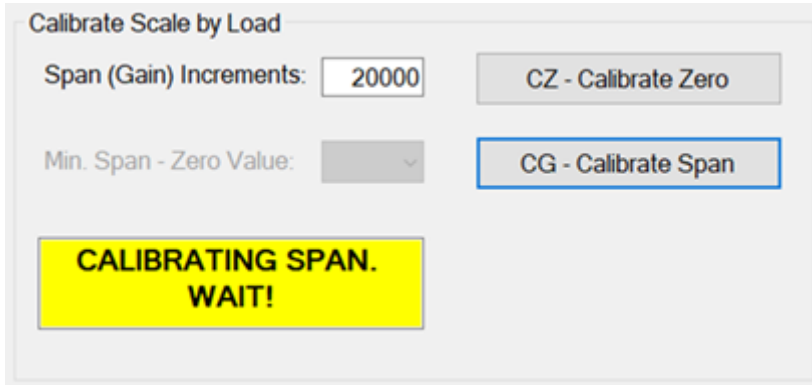 Calibrate Scale by Load
Span (Gain) Increments: 20000 CZ - Calibrate Zero
Min. Span - Zero Value: CG - Calibrate Span
CALIBRATING SPAN.
WAIT!